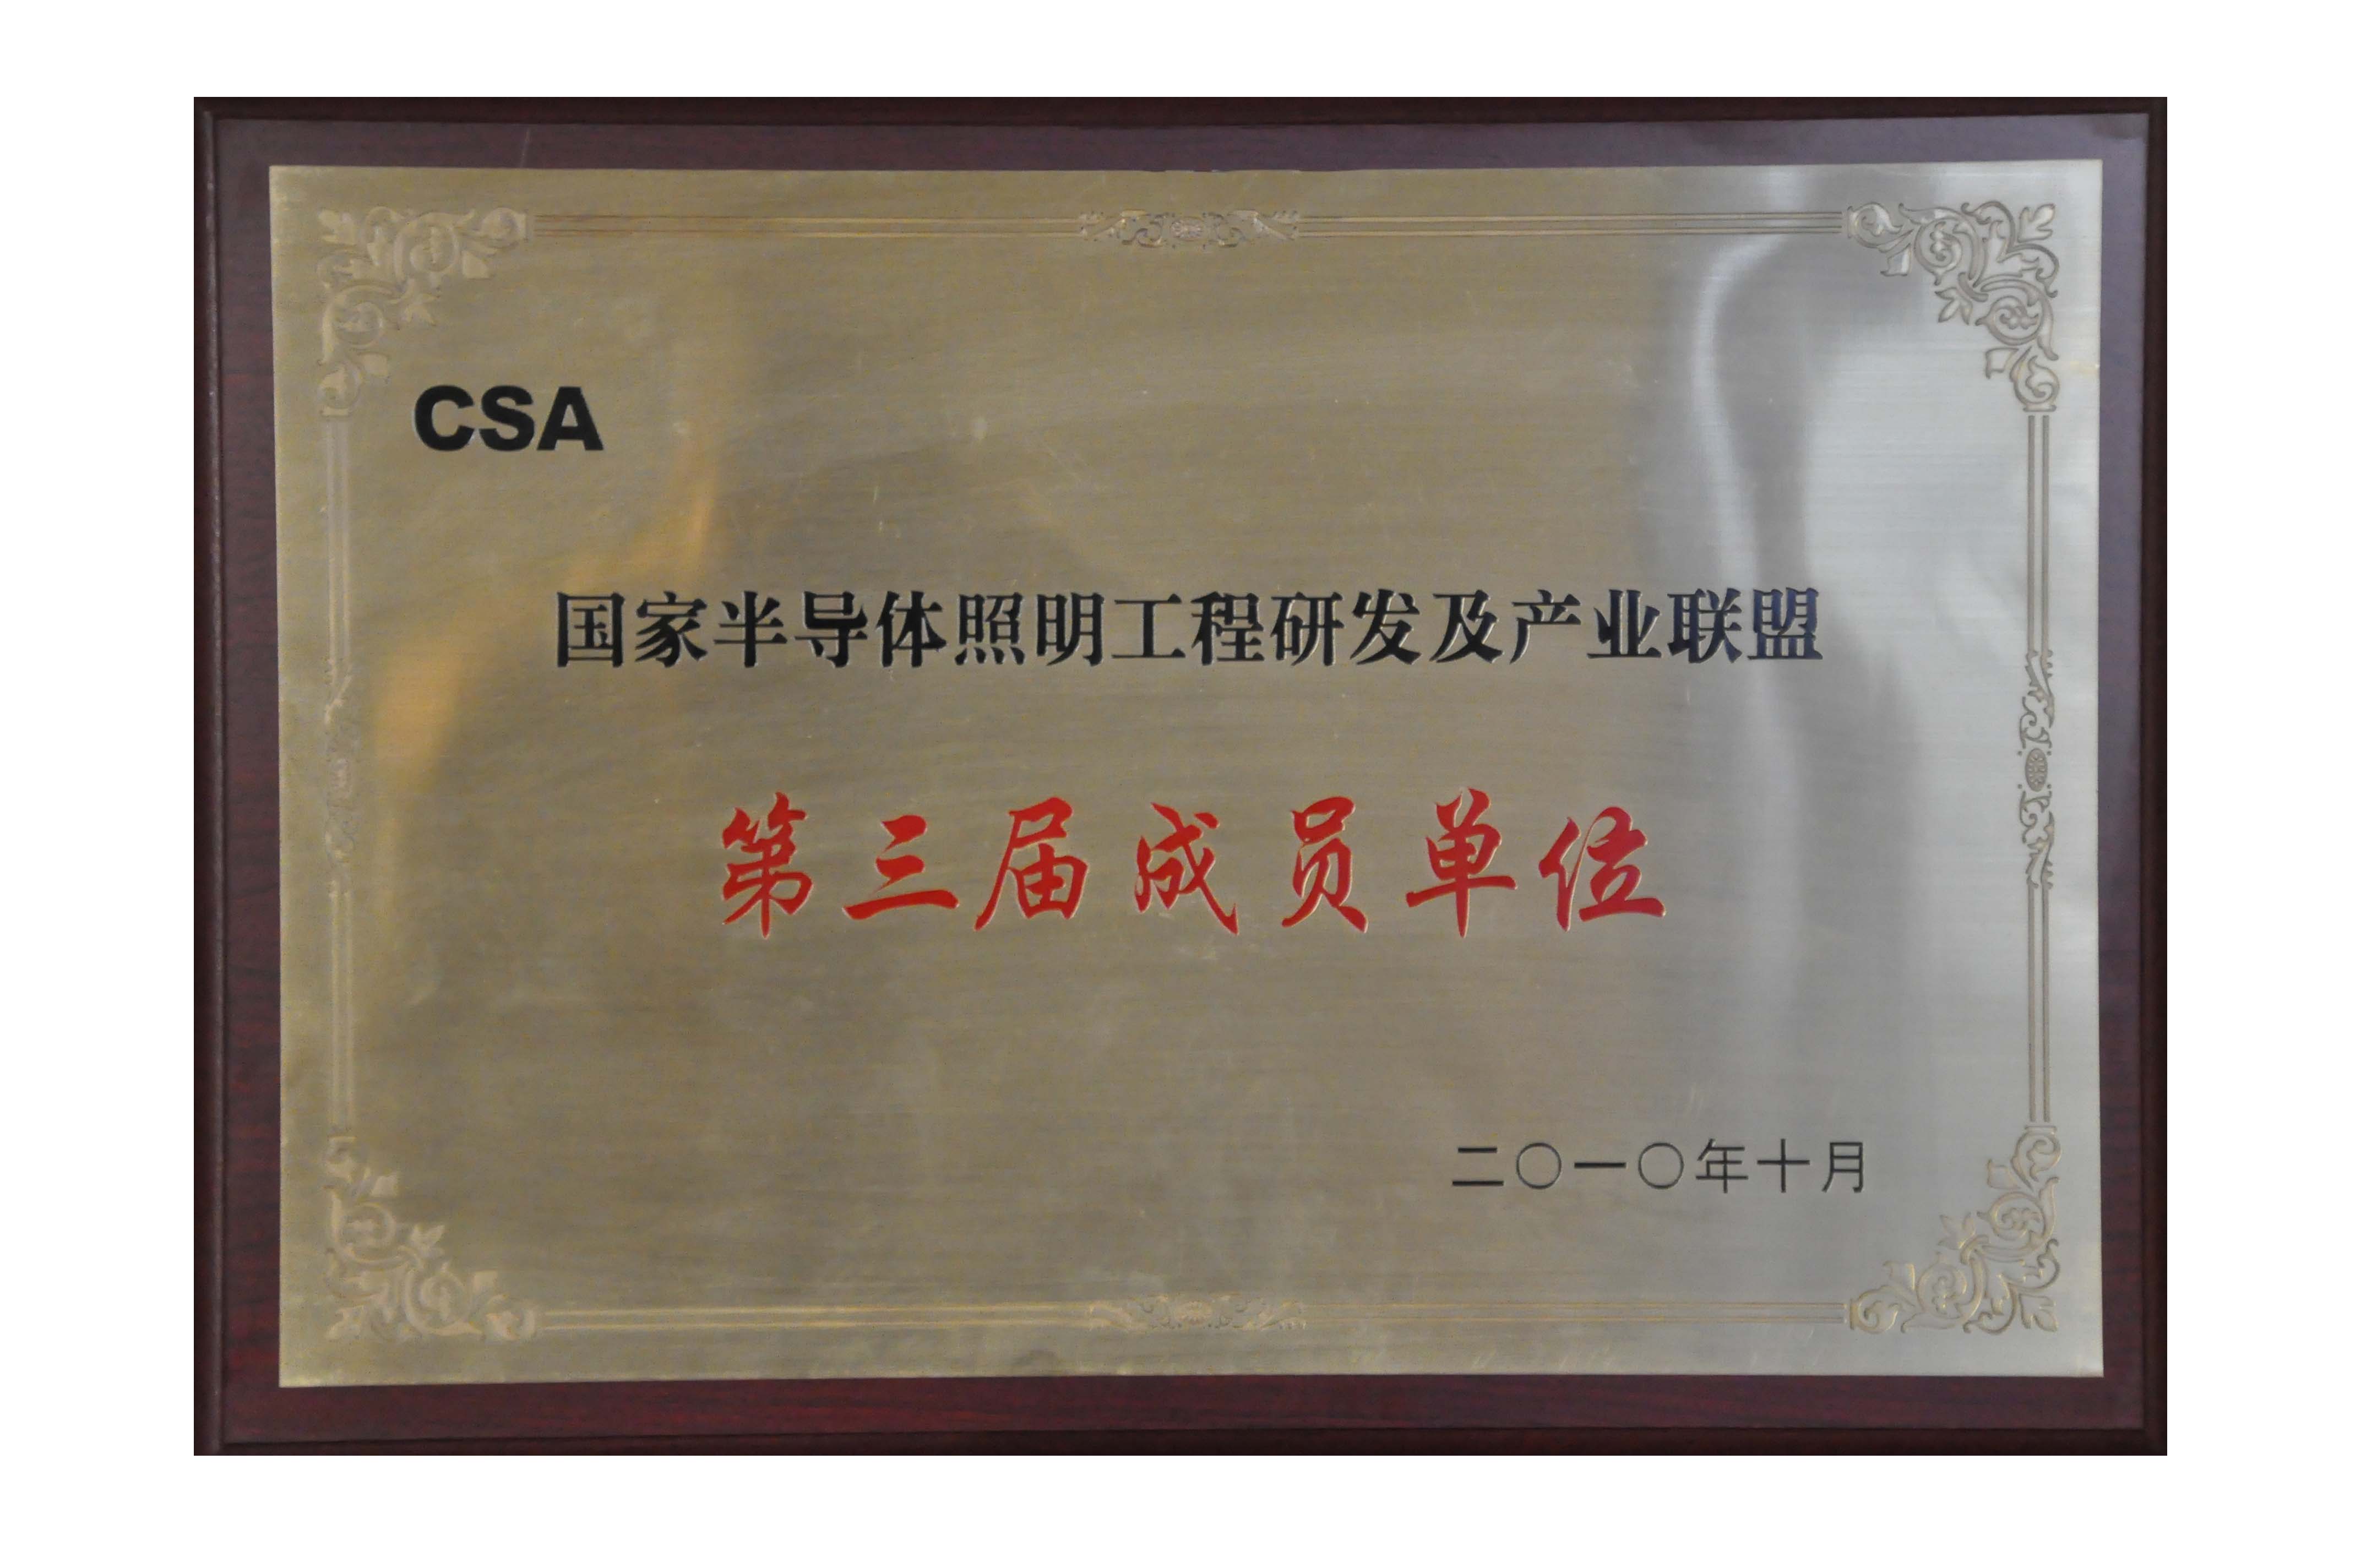 CSA
国家半导体照明工程研发及产业联盟
第三届成员单位
二〇一〇年十月